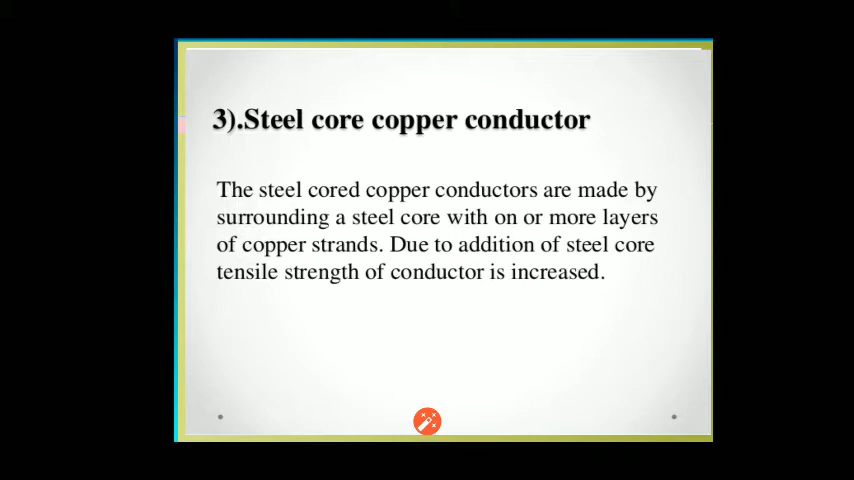 3).Steel core copper conductor
The steel cored copper conductors are made by
surrounding a steel core with on or more layers
of copper strands. Due to addition of steel core
tensile strength of conductor is increased.